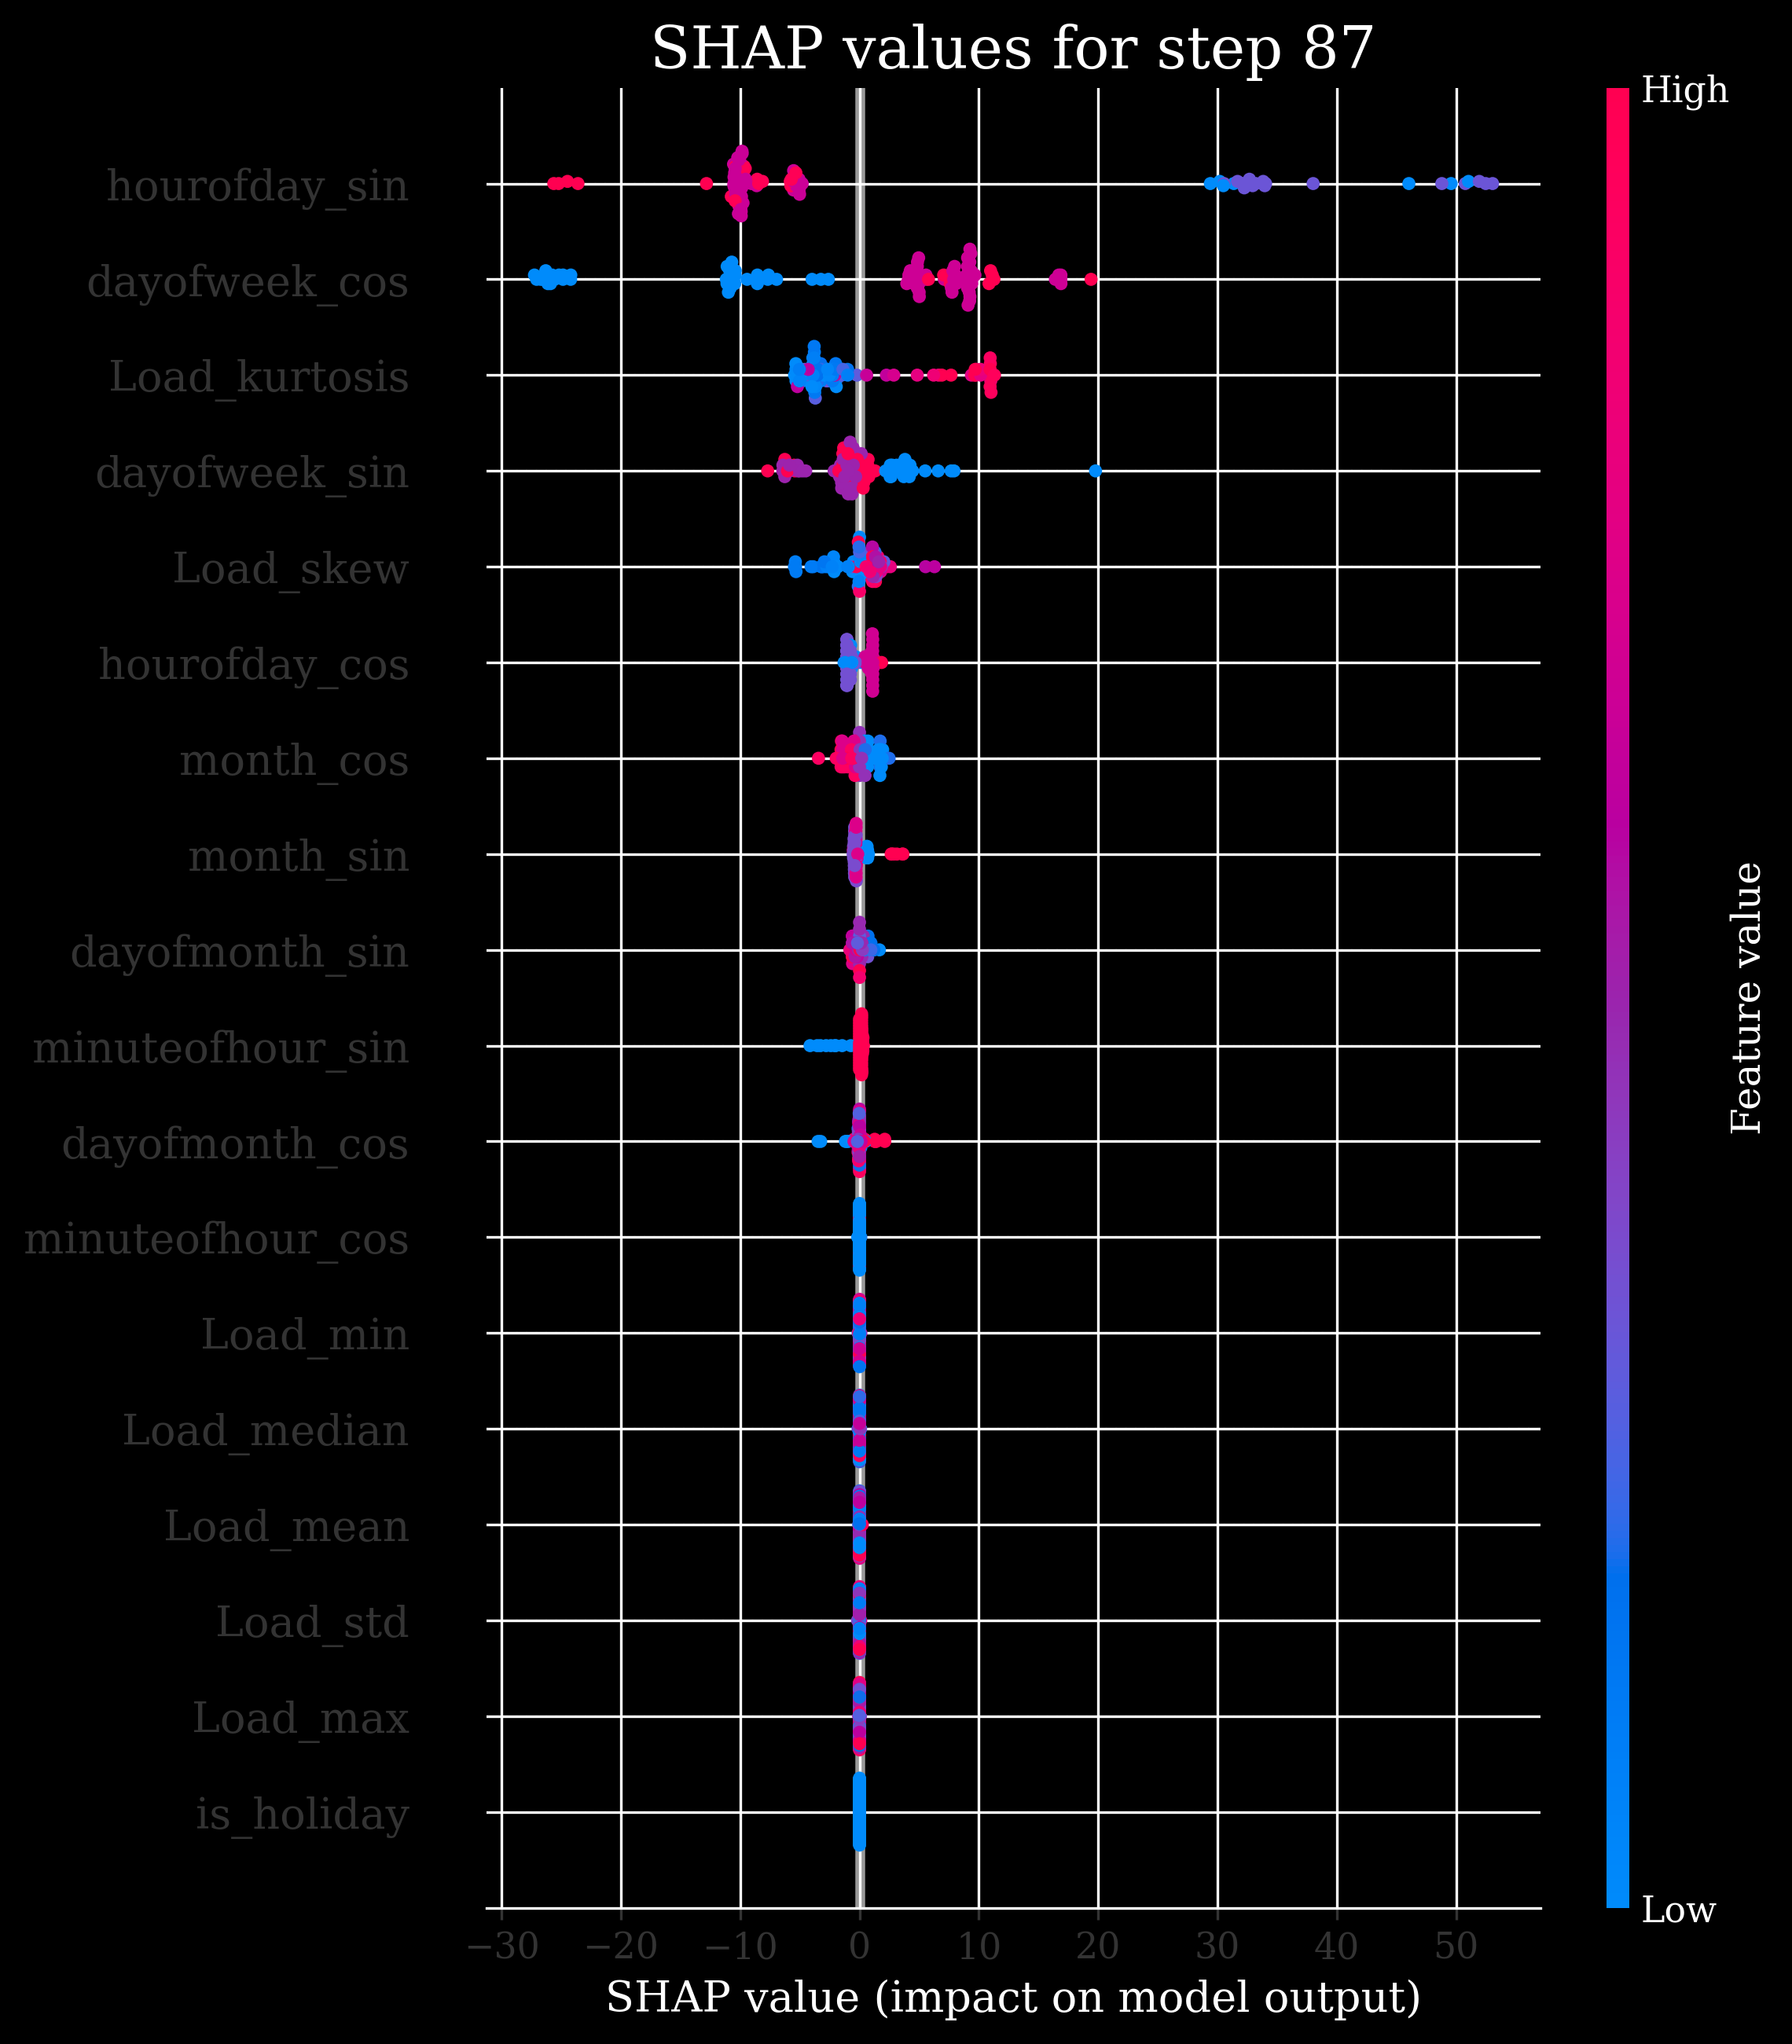 SHAP values for step 87
High
hourofday_sin
dayofweek_cos
Load_kurtosis
dayofweek_sin
Load_skew
hourofday_cos
month_cos
month_sin
dayofmonth_sin
minuteofhour_sin
dayofmonth_cos
minuteofhour_cos
Load_min
Load_median
Load_mean
Load_std
Load_max
is_holiday
Feature value
Low
−30 −20 −10 0 10 20 30 40 50
SHAP value (impact on model output)